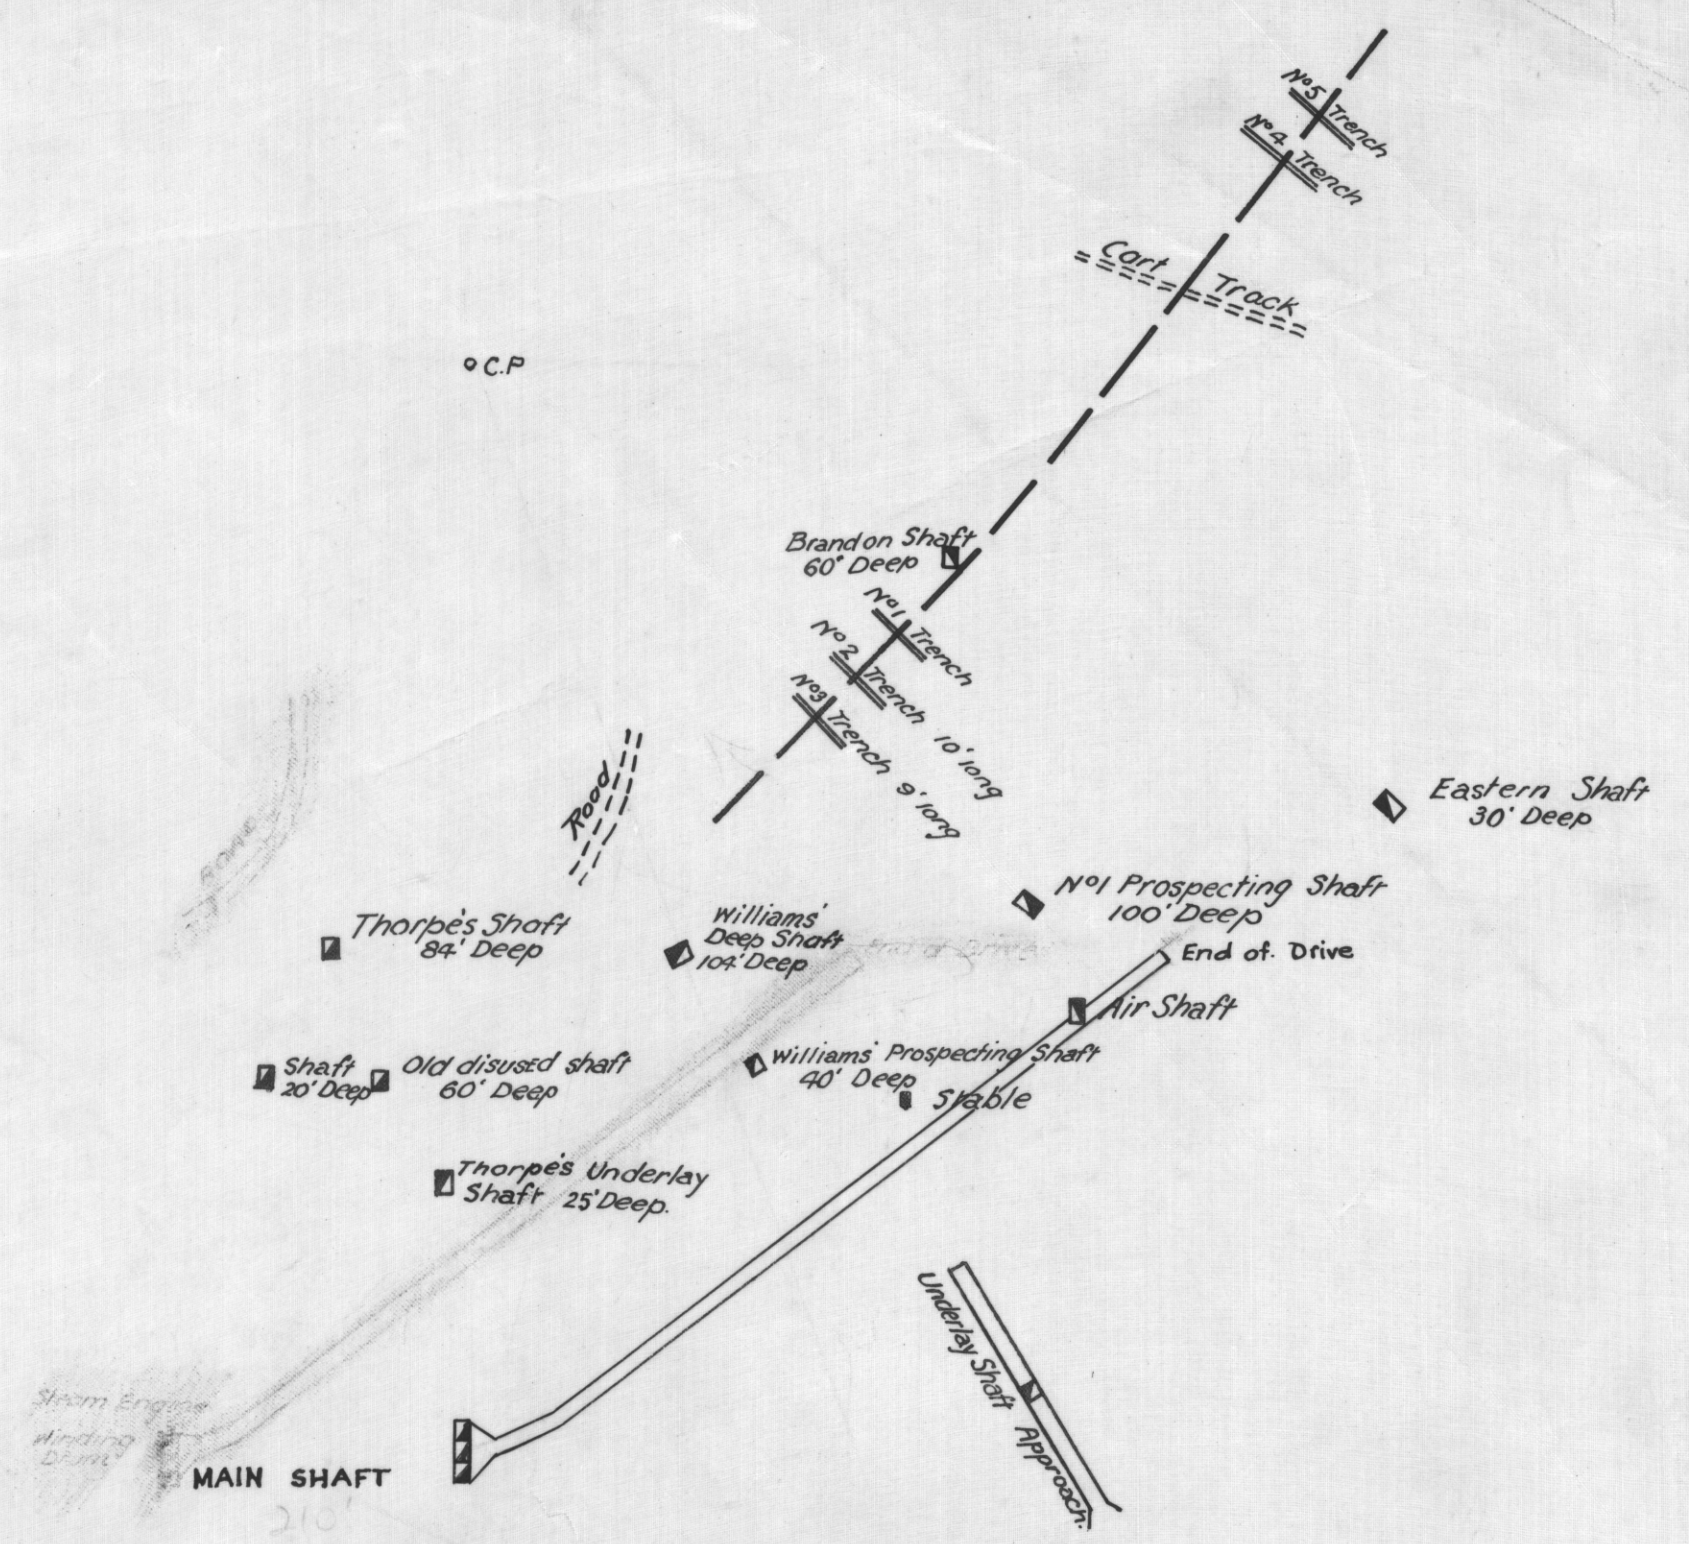 Nº5 Trench
Nº4 Trench
Cart Track
C.P
Brandon Shaft
60' Deep
Nº1 Trench
Nº2 Trench 10' long
Nº3 Trench 9' long
Road
Eastern Shaft
30' Deep
Nº1 Prospecting Shaft
100' Deep
Thorpe's Shaft
84' Deep
Williams'
Deep Shaft
104' Deep
End of Drive
End of. Drive
Air Shaft
Shaft
20' Deep
Old disused shaft
60' Deep
Williams' Prospecting Shaft
40' Deep
Stable
Thorpe's Underlay
Shaft 25' Deep.
Underlay Shaft Approach.
Steam Engine
Winding
Drum
MAIN SHAFT
210'